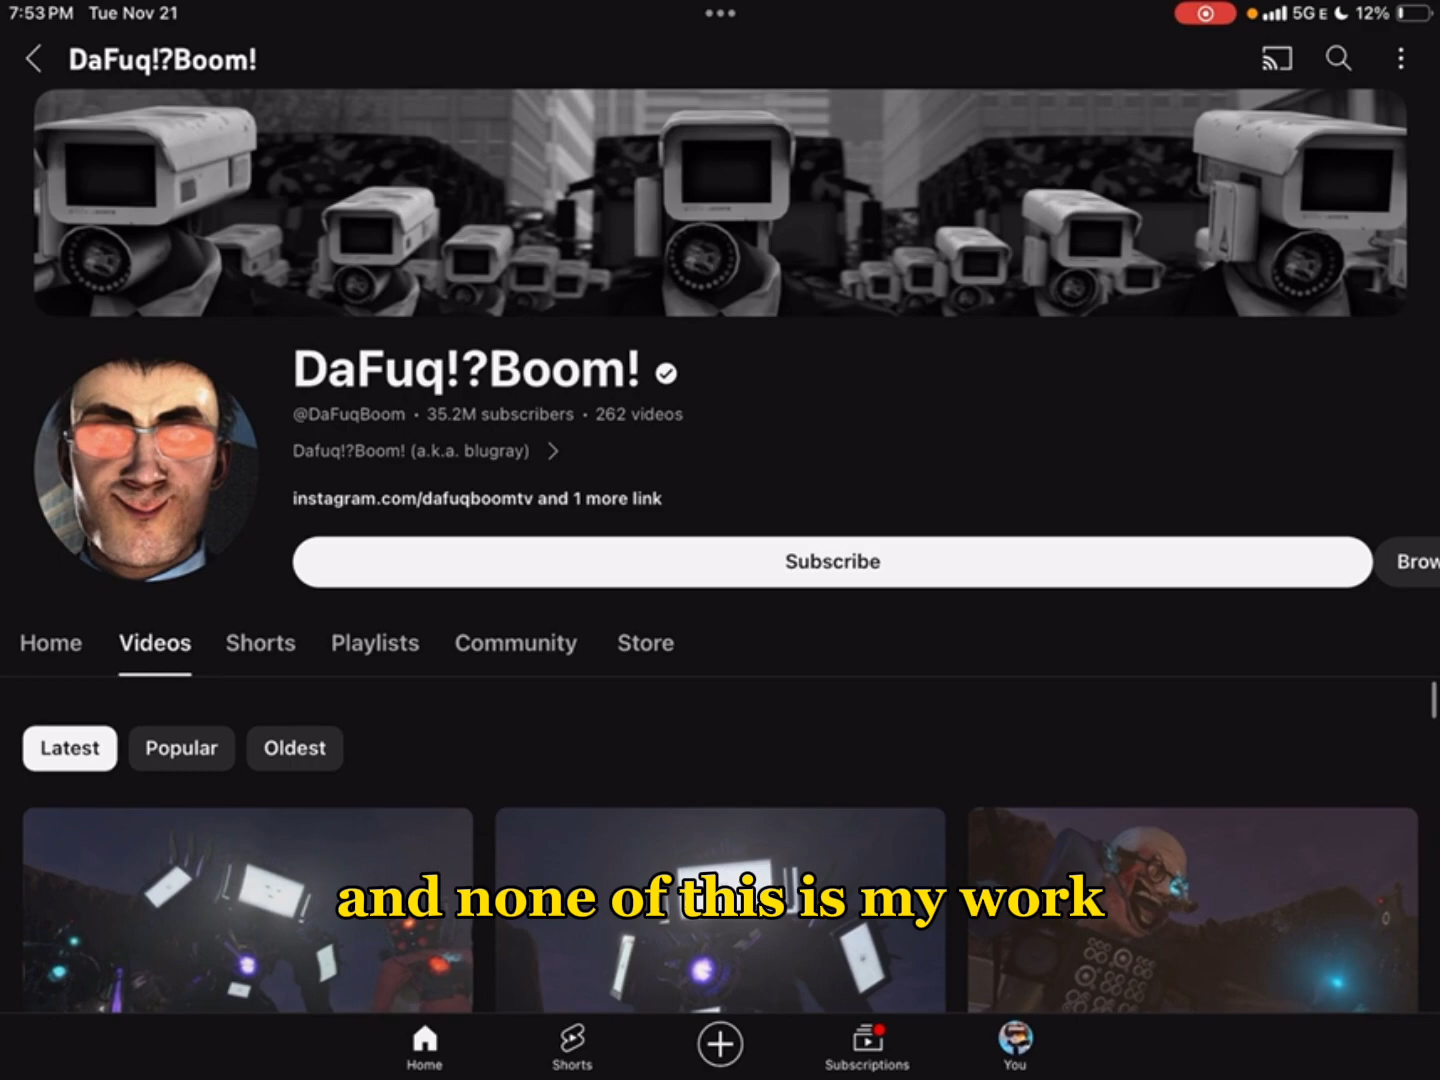 7:53 PM Tue Nov 21
5G E 12%
DaFuq!?Boom!
DaFuq!?Boom!
@DaFuqBoom · 35.2M subscribers · 262 videos
Dafuq!?Boom! (a.k.a. blugray)
instagram.com/dafuqboomtv and 1 more link
Subscribe
Brow
Home Videos Shorts Playlists Community Store
Latest Popular Oldest
and none of this is my work
Home Shorts Subscriptions You